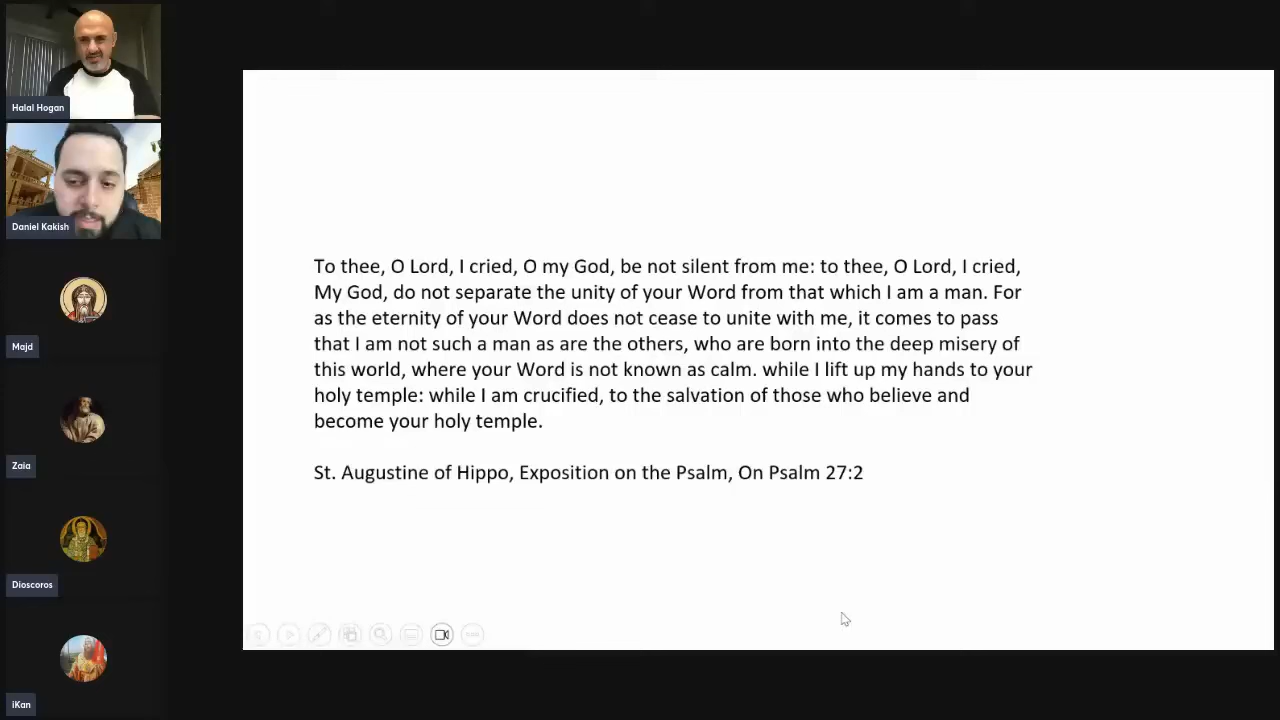 Halal Hogan
Daniel Kakish
Majd
Zaia
Dioscoros
iKan
To thee, O Lord, I cried, O my God, be not silent from me: to thee, O Lord, I cried,
My God, do not separate the unity of your Word from that which I am a man. For
as the eternity of your Word does not cease to unite with me, it comes to pass
that I am not such a man as are the others, who are born into the deep misery of
this world, where your Word is not known as calm. while I lift up my hands to your
holy temple: while I am crucified, to the salvation of those who believe and
become your holy temple.
St. Augustine of Hippo, Exposition on the Psalm, On Psalm 27:2